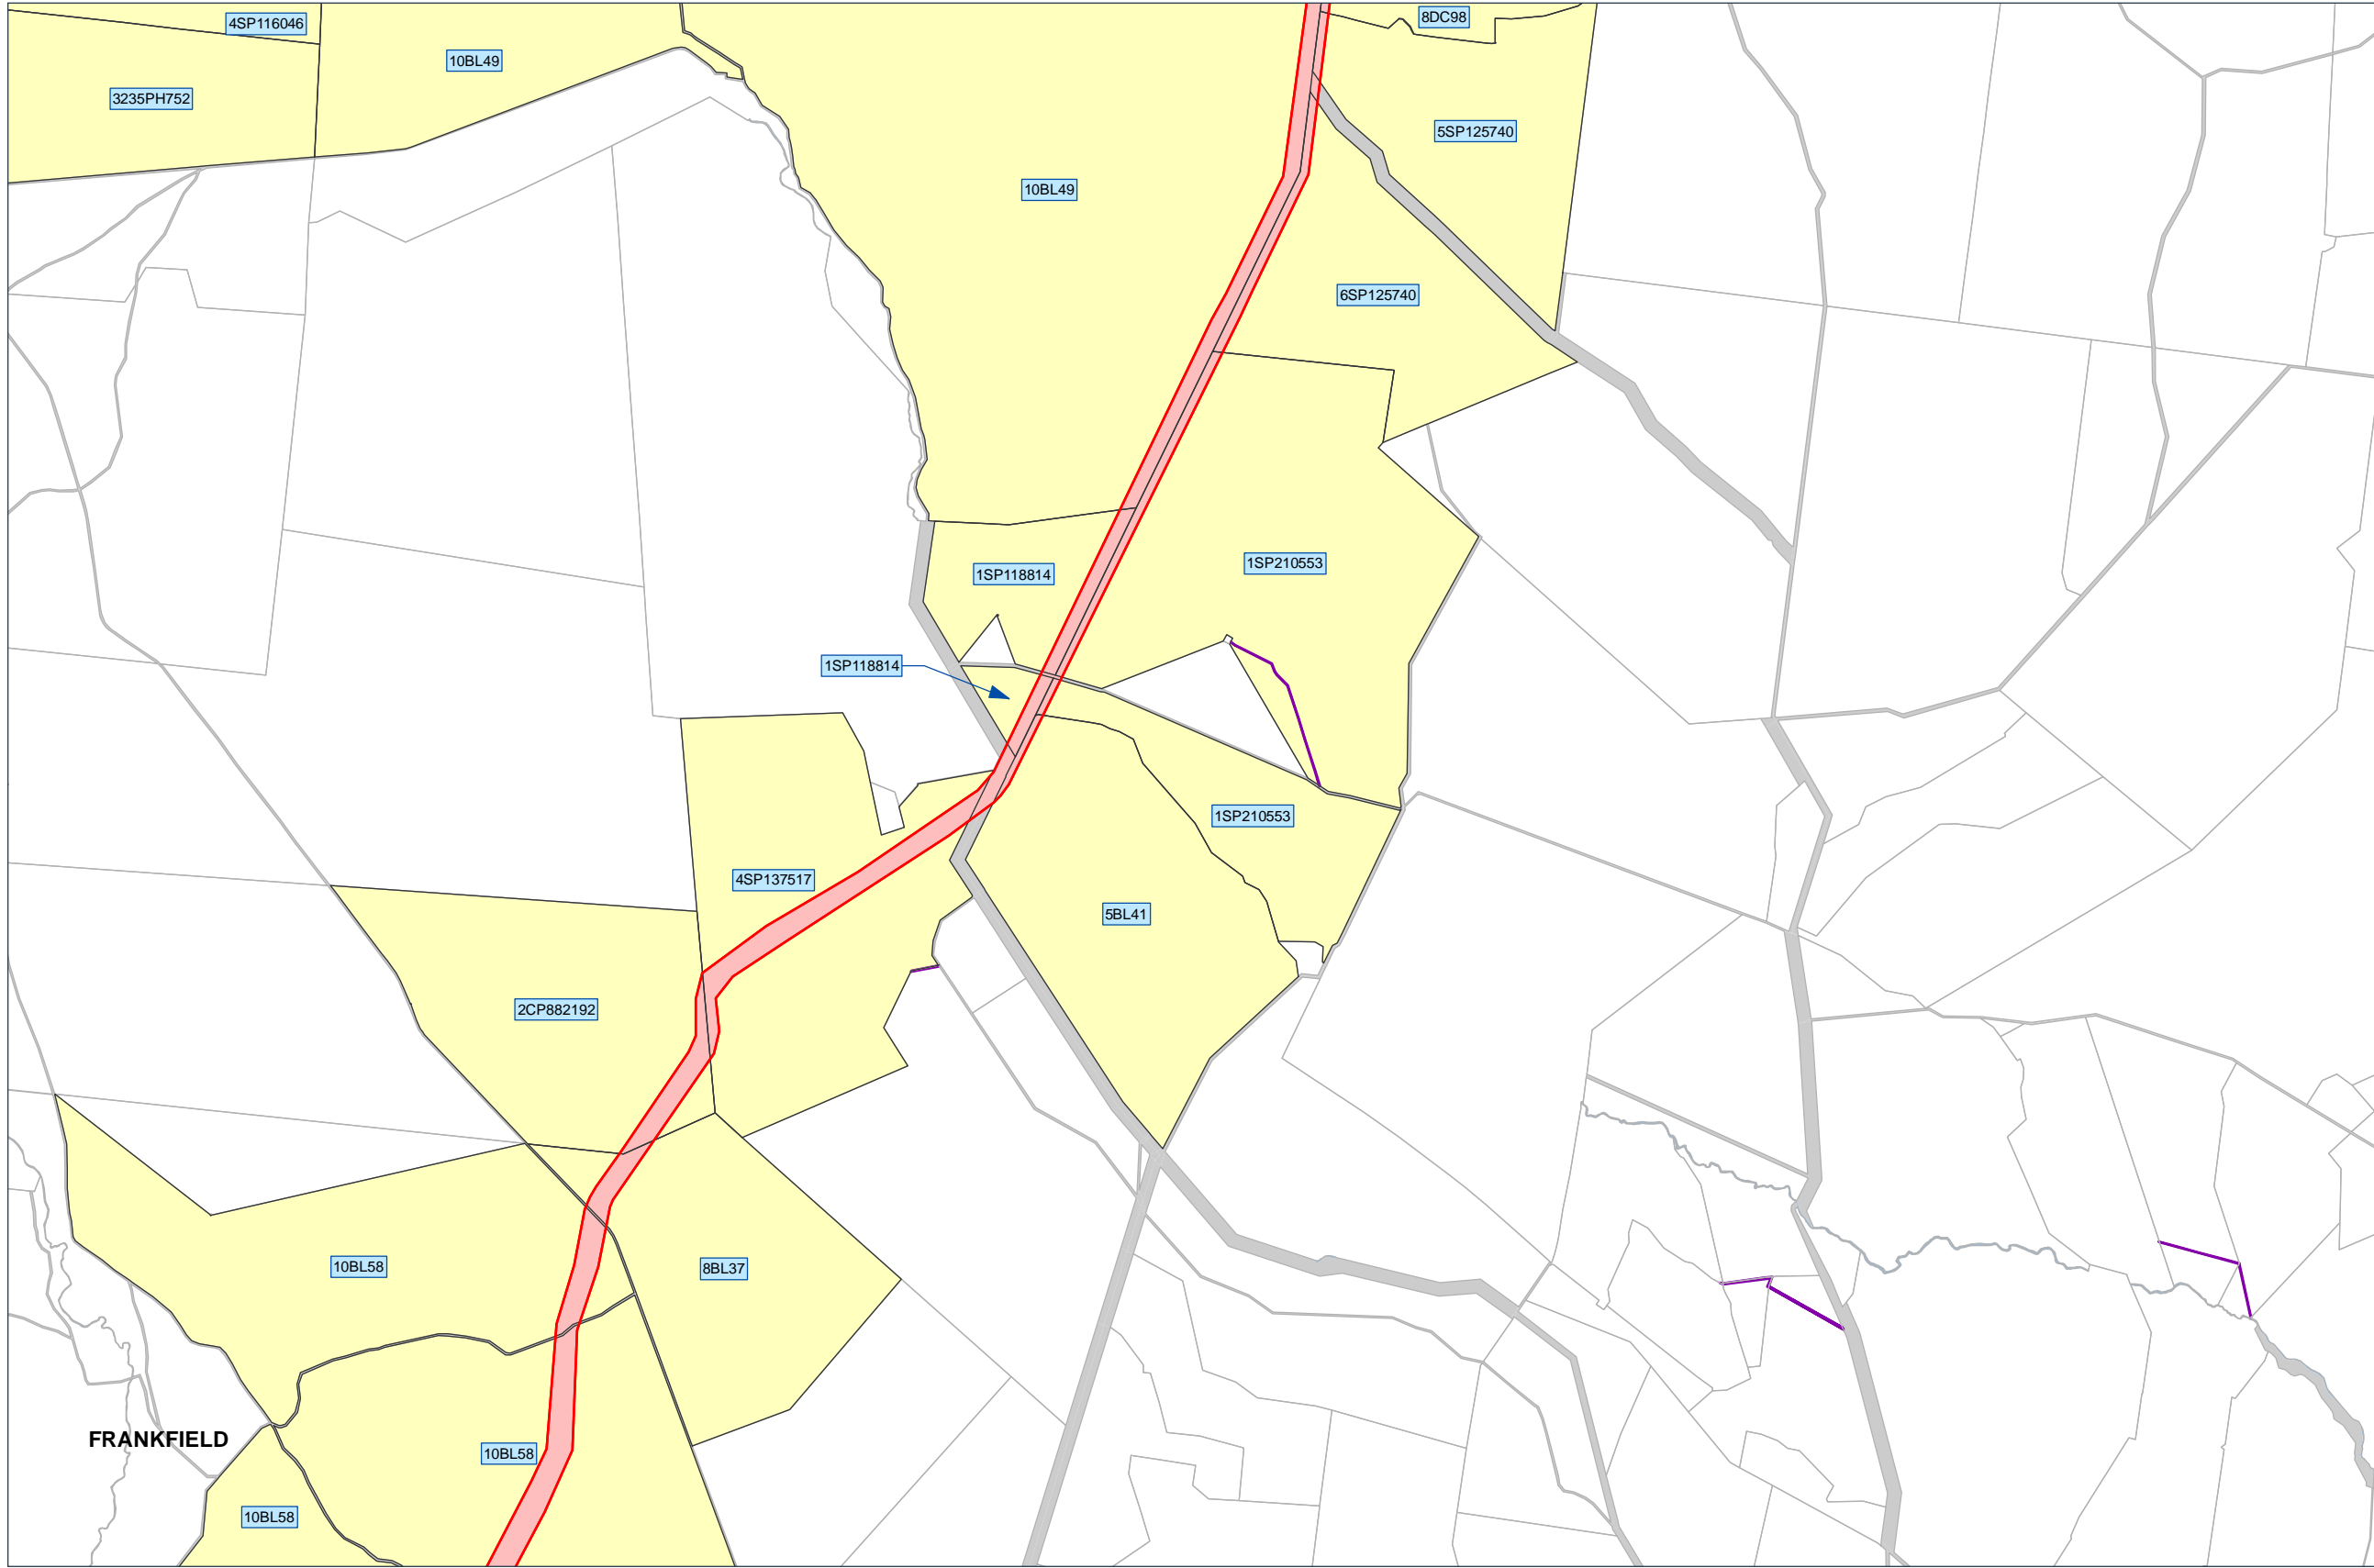 4SP116046
8DC98
10BL49
3235PH752
5SP125740
10BL49
6SP125740
1SP118814
1SP210553
1SP118814
1SP210553
4SP137517
5BL41
2CP882192
10BL58
8BL37
FRANKFIELD
10BL58
10BL58